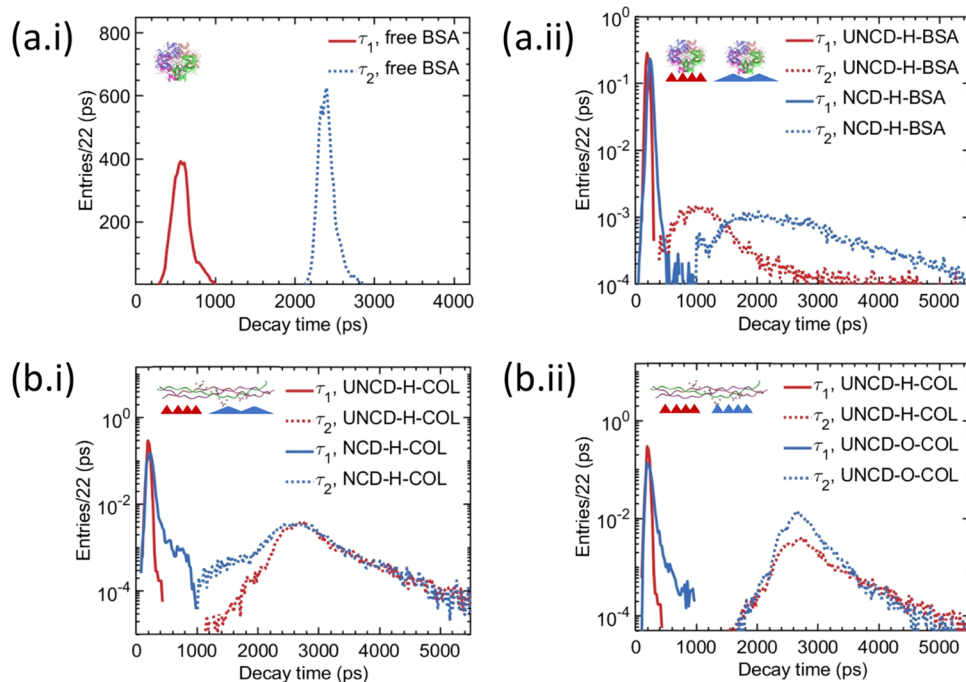 (a.i)
800
600
400
200
0
0
1000
2000
3000
4000
Entries/22 (ps)
Decay time (ps)
τ1, free BSA
τ2, free BSA
(a.ii)
10^0
10^-1
10^-2
10^-3
10^-4
0
1000
2000
3000
4000
5000
Entries/22 (ps)
Decay time (ps)
τ1, UNCD-H-BSA
τ2, UNCD-H-BSA
τ1, NCD-H-BSA
τ2, NCD-H-BSA
(b.i)
10^0
10^-2
10^-4
0
1000
2000
3000
4000
5000
Entries/22 (ps)
Decay time (ps)
τ1, UNCD-H-COL
τ2, UNCD-H-COL
τ1, NCD-H-COL
τ2, NCD-H-COL
(b.ii)
10^0
10^-2
10^-4
0
1000
2000
3000
4000
5000
Entries/22 (ps)
Decay time (ps)
τ1, UNCD-H-COL
τ2, UNCD-H-COL
τ1, UNCD-O-COL
τ2, UNCD-O-COL